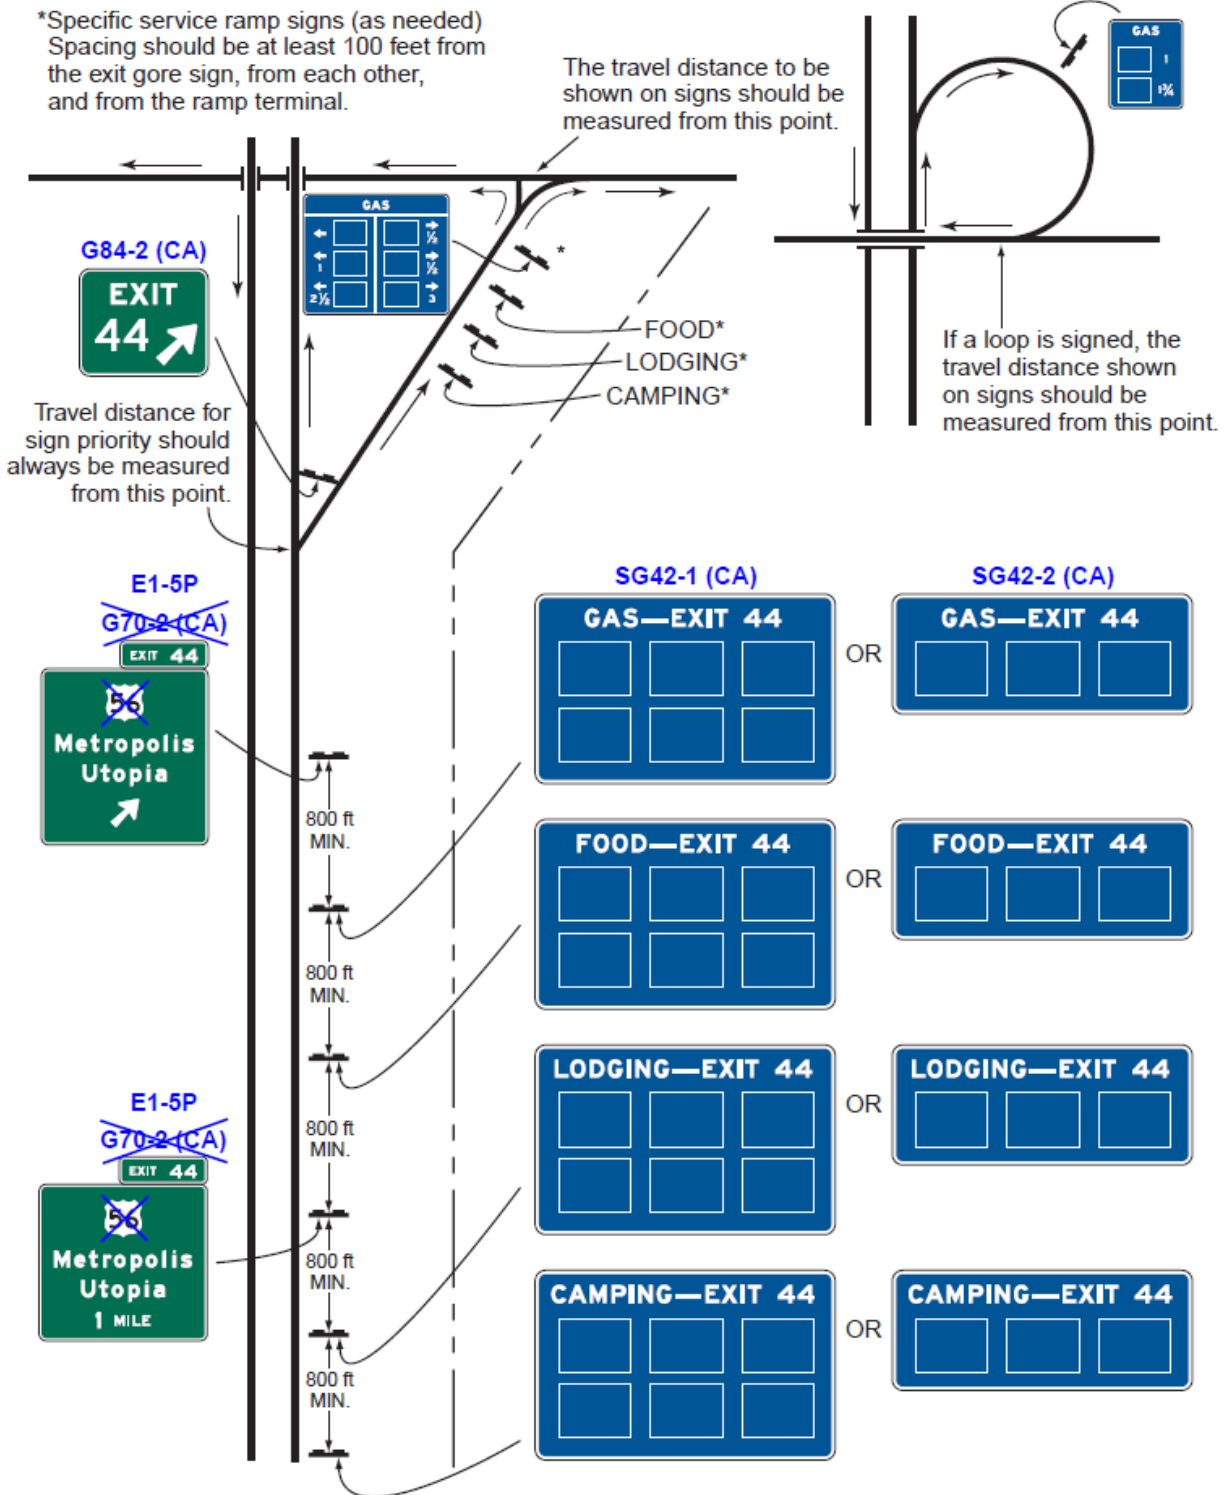 *Specific service ramp signs (as needed)
Spacing should be at least 100 feet from
the exit gore sign, from each other,
and from the ramp terminal.
The travel distance to be
shown on signs should be
measured from this point.
GAS
1
1¾
GAS
½
1
½
2½
3
*
G84-2 (CA)
EXIT
44
FOOD*
LODGING*
CAMPING*
If a loop is signed, the
travel distance shown
on signs should be
measured from this point.
Travel distance for
sign priority should
always be measured
from this point.
E1-5P
G70-2 (CA)
EXIT 44
56
Metropolis
Utopia
800 ft
MIN.
800 ft
MIN.
800 ft
MIN.
800 ft
MIN.
800 ft
MIN.
E1-5P
G70-2 (CA)
EXIT 44
56
Metropolis
Utopia
1 MILE
SG42-1 (CA)
SG42-2 (CA)
GAS—EXIT 44
OR
GAS—EXIT 44
FOOD—EXIT 44
OR
FOOD—EXIT 44
LODGING—EXIT 44
OR
LODGING—EXIT 44
CAMPING—EXIT 44
OR
CAMPING—EXIT 44